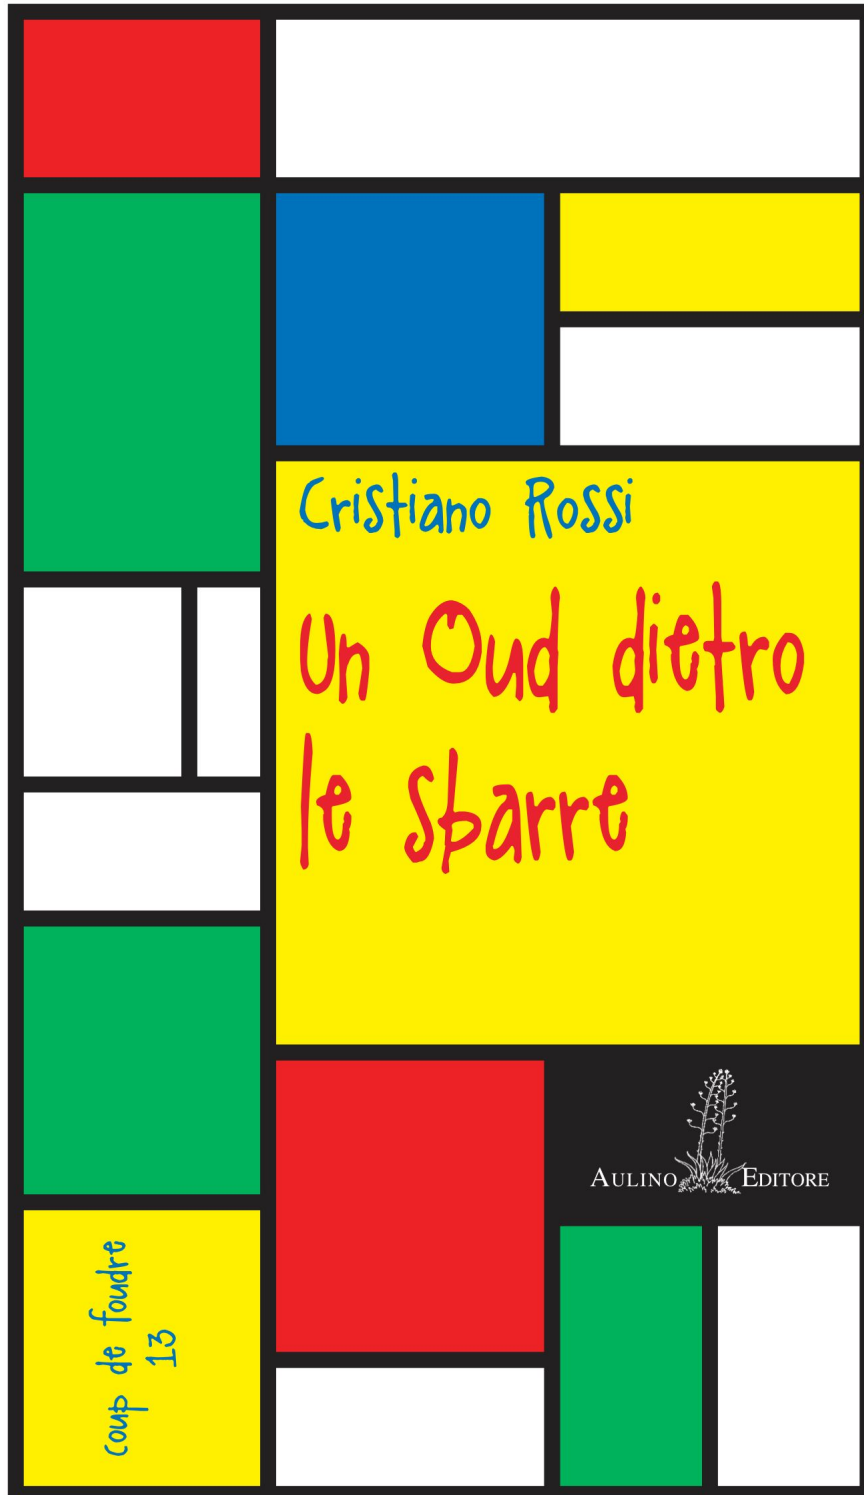 Cristiano Rossi
Un Oud dietro
le sbarre
AULINO EDITORE
coup de foudre
13